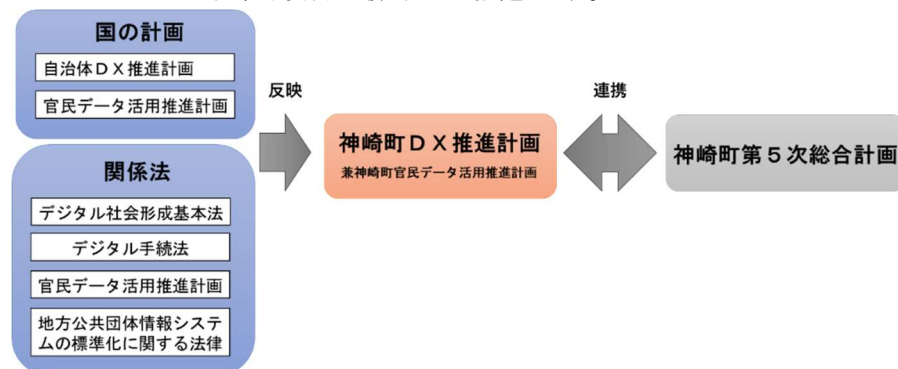 国の計画
自治体DX推進計画
官民データ活用推進計画
関係法
デジタル社会形成基本法
デジタル手続法
官民データ活用推進計画
地方公共団体情報システ
ムの標準化に関する法律
反映
神崎町DX推進計画
兼神崎町官民データ活用推進計画
連携
神崎町第5次総合計画